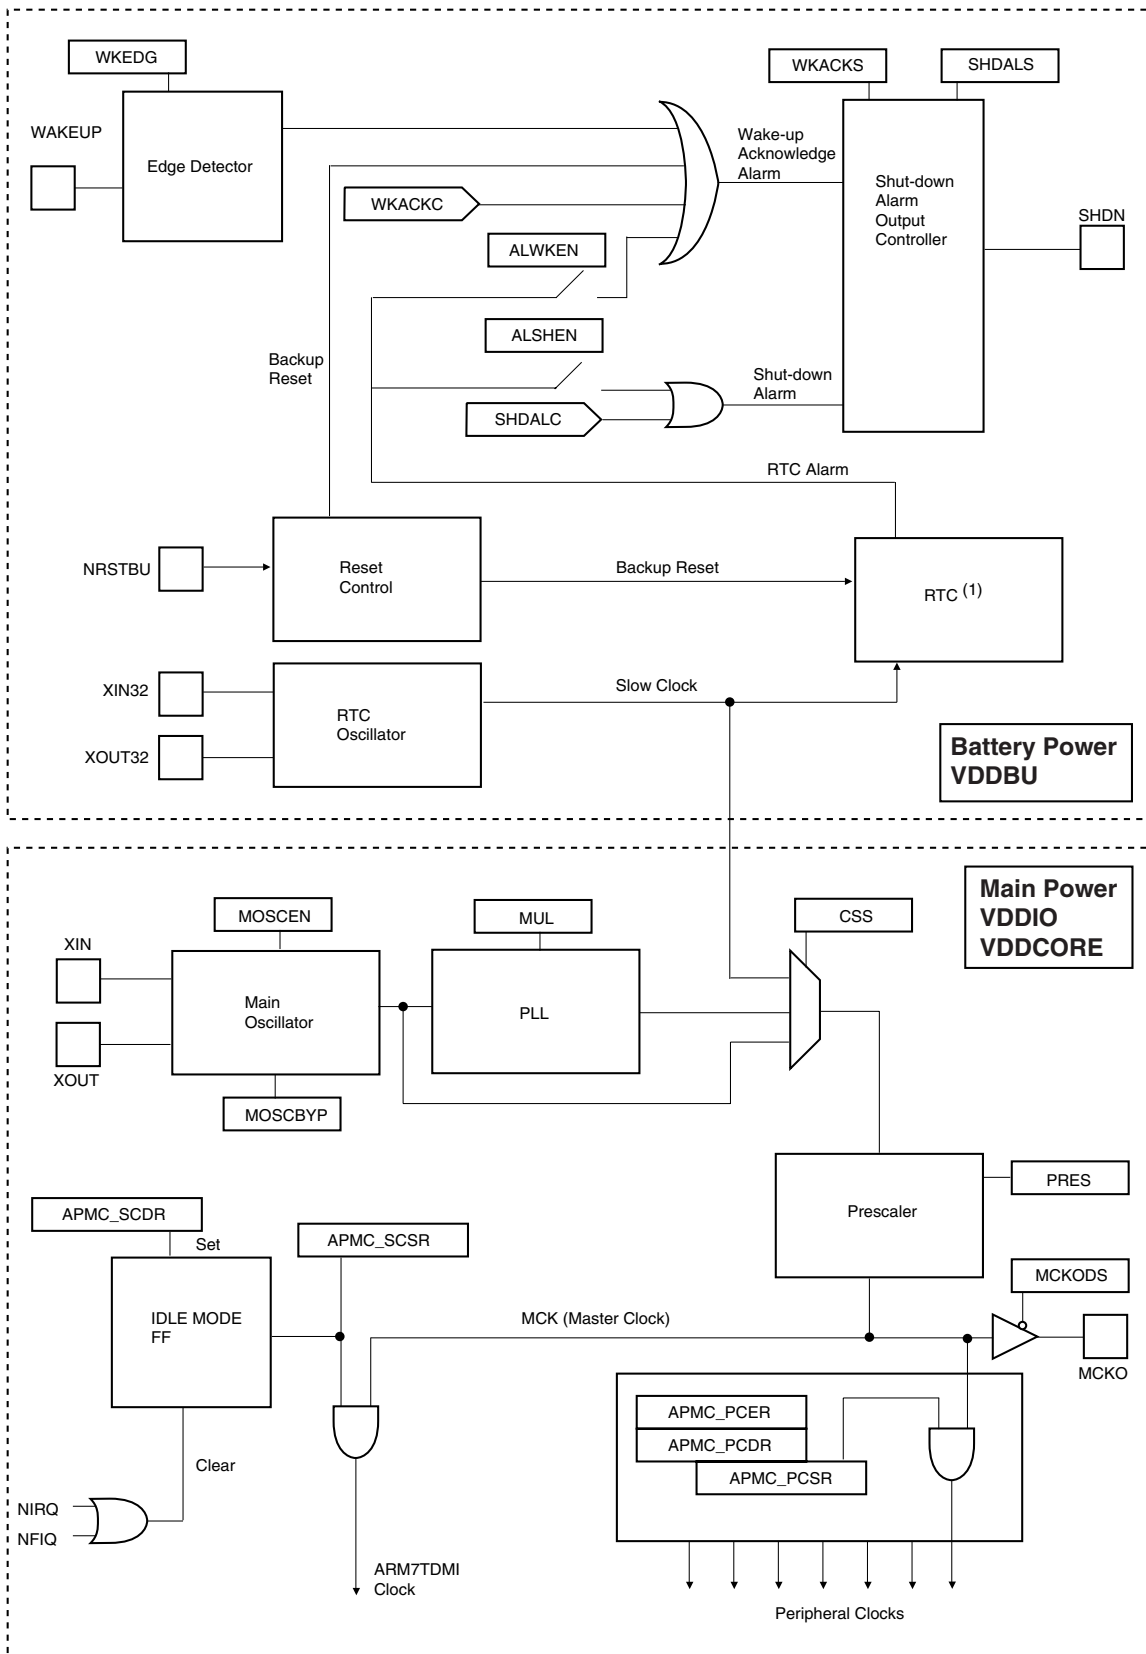 WKEDG
WAKEUP
Edge Detector
WKACKS
SHDALS
Wake-up
Acknowledge
Alarm
Shut-down
Alarm
Output
Controller
SHDN
WKACKC
ALWKEN
ALSHEN
Backup
Reset
Shut-down
Alarm
SHDALC
RTC Alarm
NRSTBU
Reset
Control
Backup Reset
RTC (1)
XIN32
XOUT32
RTC
Oscillator
Slow Clock
Battery Power
VDDBU
Main Power
VDDIO
VDDCORE
MOSCEN
MUL
CSS
XIN
XOUT
Main
Oscillator
PLL
MOSCBYP
Prescaler
PRES
APMC_SCDR
Set
APMC_SCSR
IDLE MODE
FF
MCK (Master Clock)
MCKODS
MCKO
APMC_PCER
APMC_PCDR
APMC_PCSR
Clear
NIRQ
NFIQ
ARM7TDMI
Clock
Peripheral Clocks